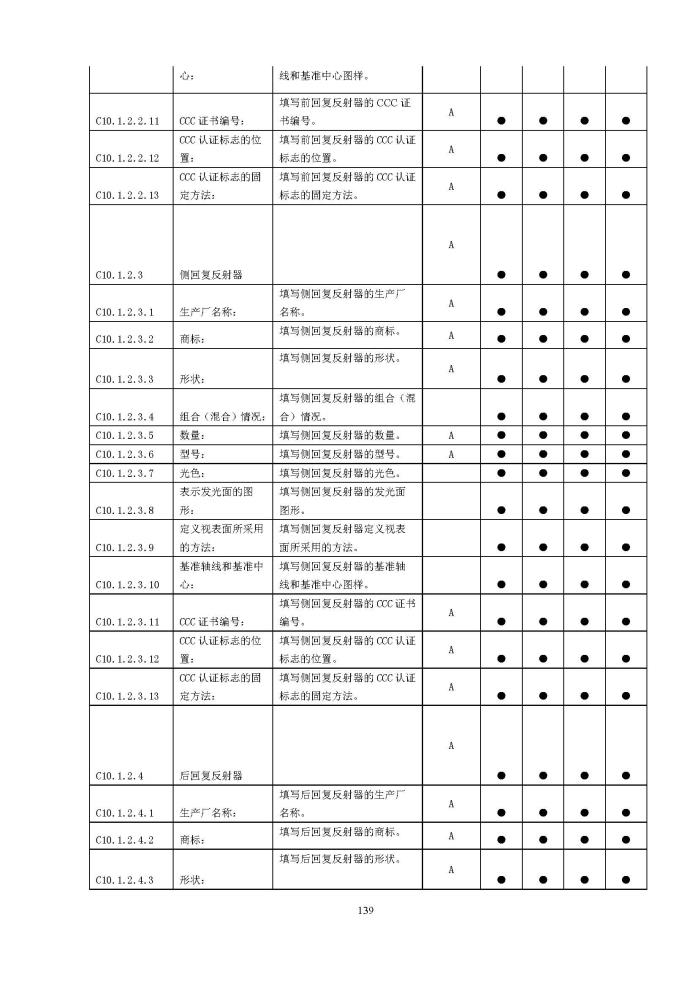 心： 线和基准中心图样。
填写前回复反射器的 CCC 证
C10.1.2.2.11 CCC 证书编号： 书编号。 A ● ● ● ●
CCC 认证标志的位 填写前回复反射器的 CCC 认证
C10.1.2.2.12 置： 标志的位置。 A ● ● ● ●
CCC 认证标志的固 填写前回复反射器的 CCC 认证
C10.1.2.2.13 定方法： 标志的固定方法。 A ● ● ● ●
C10.1.2.3 侧回复反射器 A ● ● ● ●
填写侧回复反射器的生产厂
C10.1.2.3.1 生产厂名称： 名称。 A ● ● ● ●
C10.1.2.3.2 商标： 填写侧回复反射器的商标。 A ● ● ● ●
C10.1.2.3.3 形状： 填写侧回复反射器的形状。 A ● ● ● ●
填写侧回复反射器的组合（混
C10.1.2.3.4 组合（混合）情况： 合）情况。 ● ● ● ●
C10.1.2.3.5 数量： 填写侧回复反射器的数量。 A ● ● ● ●
C10.1.2.3.6 型号： 填写侧回复反射器的型号。 A ● ● ● ●
C10.1.2.3.7 光色： 填写侧回复反射器的光色。 ● ● ● ●
表示发光面的图 填写侧回复反射器的发光面
C10.1.2.3.8 形： 图形。 ● ● ● ●
定义视表面所采用 填写侧回复反射器定义视表
C10.1.2.3.9 的方法： 面所采用的方法。 ● ● ● ●
基准轴线和基准中 填写侧回复反射器的基准轴
C10.1.2.3.10 心： 线和基准中心图样。 ● ● ● ●
填写侧回复反射器的 CCC 证书
C10.1.2.3.11 CCC 证书编号： 编号。 A ● ● ● ●
CCC 认证标志的位 填写侧回复反射器的 CCC 认证
C10.1.2.3.12 置： 标志的位置。 A ● ● ● ●
CCC 认证标志的固 填写侧回复反射器的 CCC 认证
C10.1.2.3.13 定方法： 标志的固定方法。 A ● ● ● ●
C10.1.2.4 后回复反射器 A ● ● ● ●
填写后回复反射器的生产厂
C10.1.2.4.1 生产厂名称： 名称。 A ● ● ● ●
C10.1.2.4.2 商标： 填写后回复反射器的商标。 A ● ● ● ●
C10.1.2.4.3 形状： 填写后回复反射器的形状。 A ● ● ● ●
139